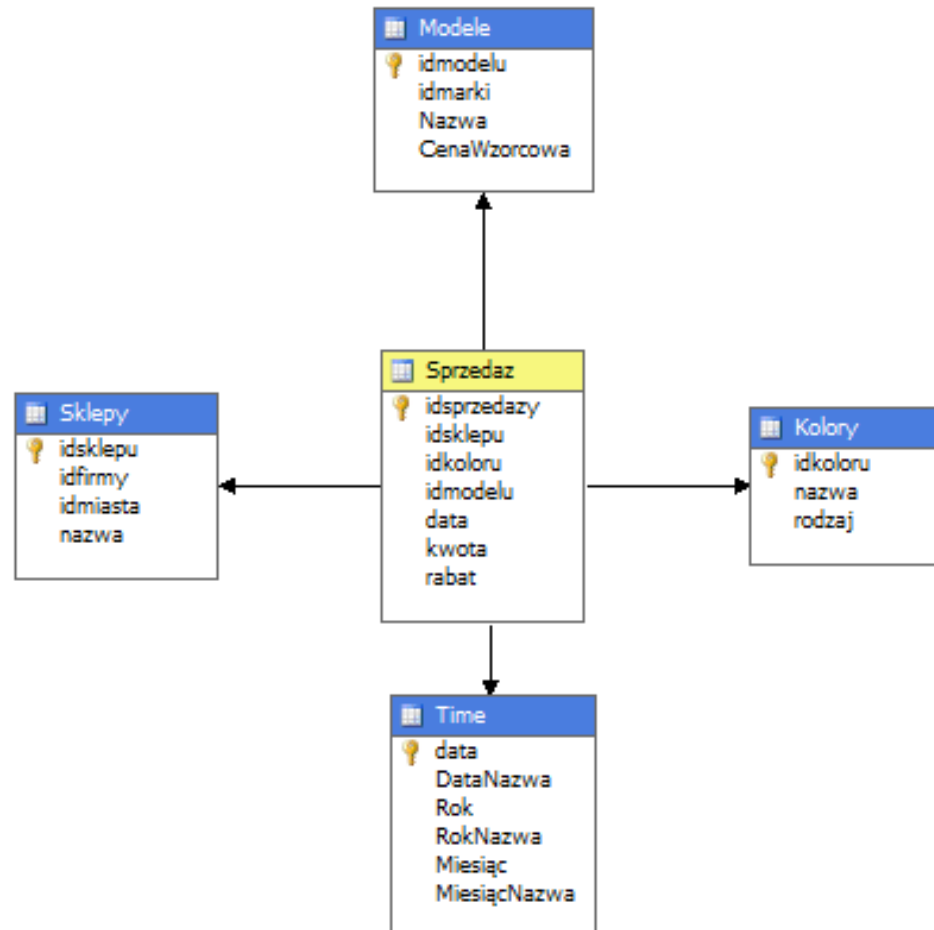 Modele
idmodelu
idmarki
Nazwa
CenaWzorcowa
Sprzedaz
idsprzedazy
idsklepu
idkoloru
idmodelu
data
kwota
rabat
Sklepy
idsklepu
idfirmy
idmiasta
nazwa
Kolory
idkoloru
nazwa
rodzaj
Time
data
DataNazwa
Rok
RokNazwa
Miesiąc
MiesiącNazwa